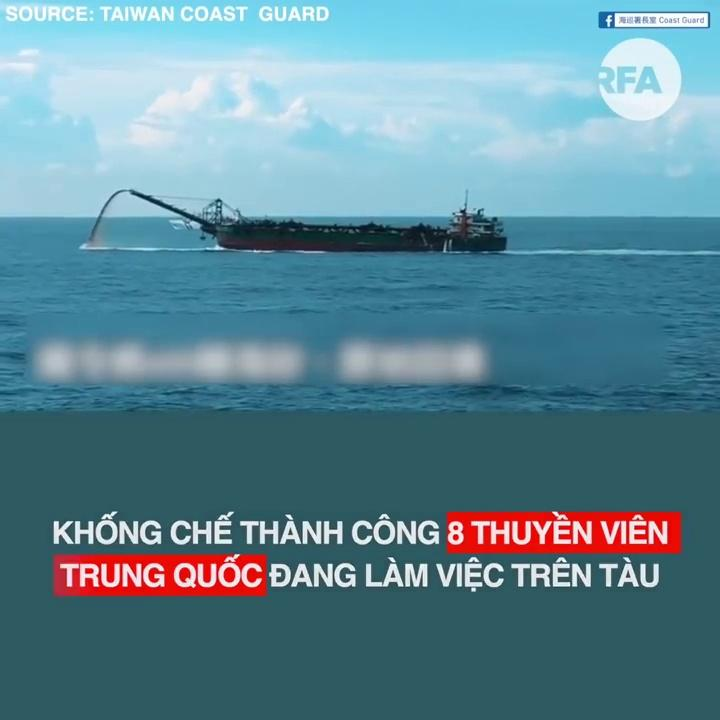 SOURCE: TAIWAN COAST GUARD
海巡署長室 Coast Guard
RFA
KHỐNG CHẾ THÀNH CÔNG 8 THUYỀN VIÊN
TRUNG QUỐC ĐANG LÀM VIỆC TRÊN TÀU